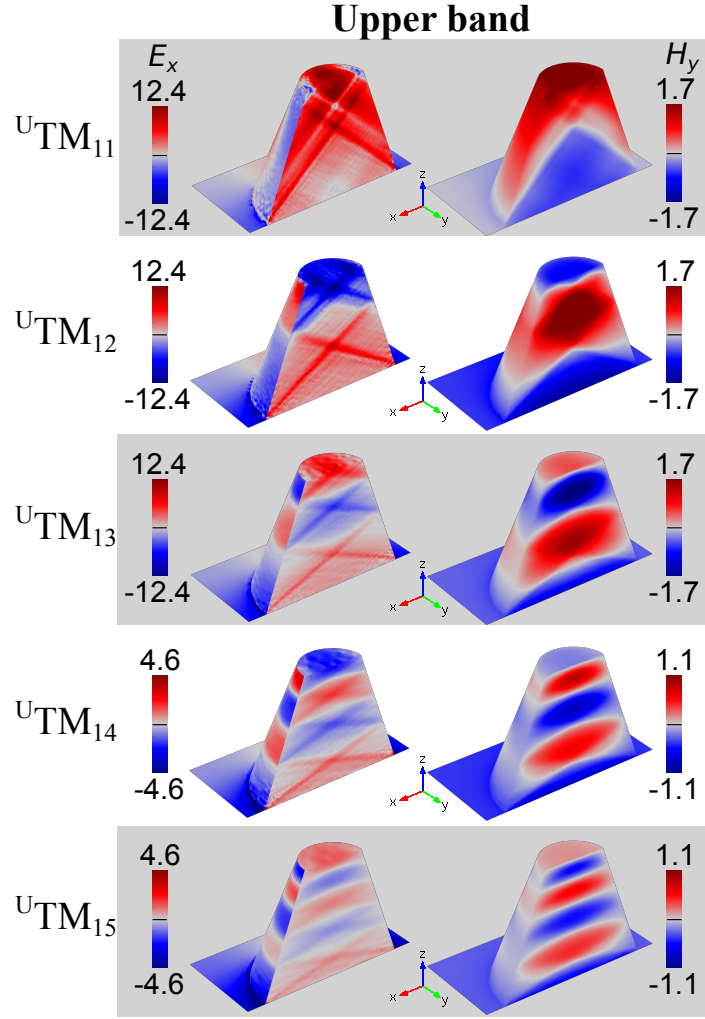 Upper band
E_x H_y
12.4 1.7
ᵁTM₁₁
z
x y
-12.4 -1.7
12.4 1.7
ᵁTM₁₂
z
x y
-12.4 -1.7
12.4 1.7
ᵁTM₁₃
z
x y
-12.4 -1.7
4.6 1.1
ᵁTM₁₄
z
x y
-4.6 -1.1
4.6 1.1
ᵁTM₁₅
z
x y
-4.6 -1.1